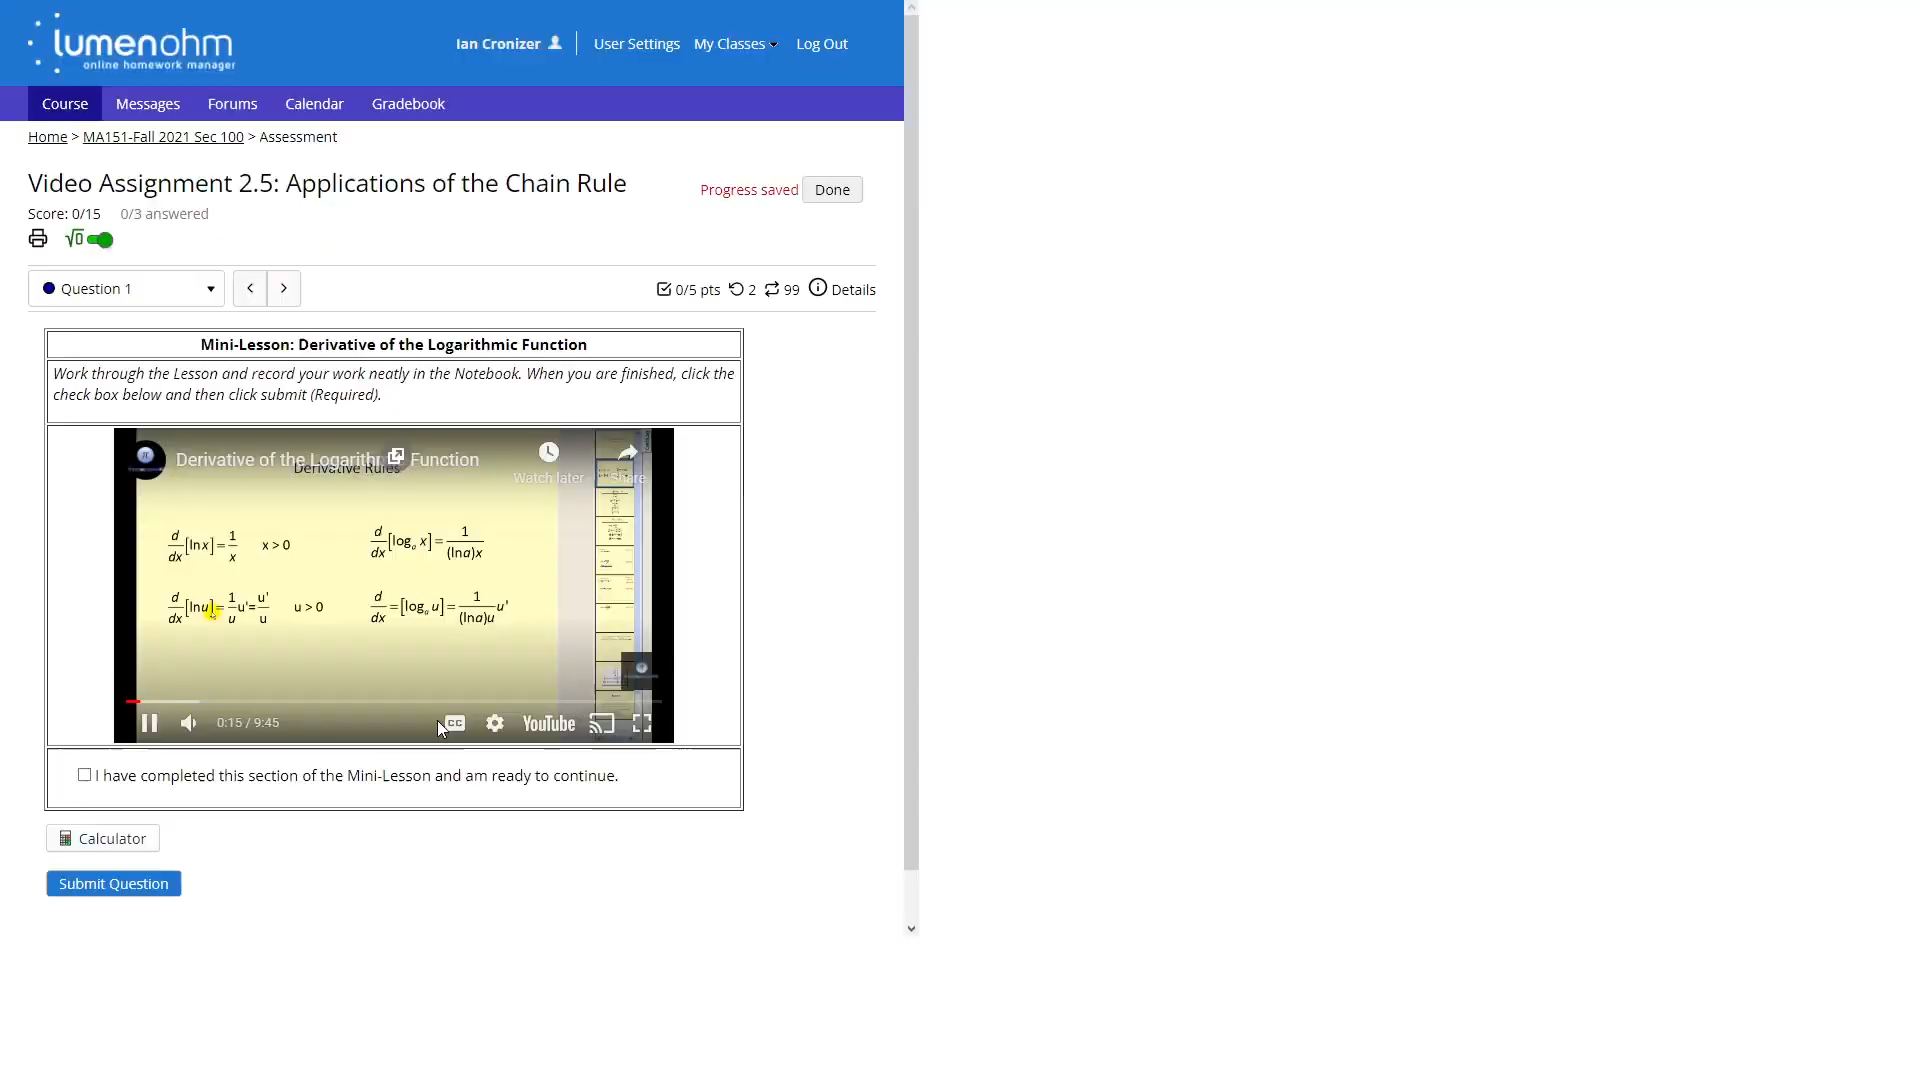 lumenohm
online homework manager
Ian Cronizer
User Settings
My Classes
Log Out
Course
Messages
Forums
Calendar
Gradebook
Home > MA151-Fall 2021 Sec 100 > Assessment
Video Assignment 2.5: Applications of the Chain Rule
Progress saved
Done
Score: 0/15 0/3 answered
√0
Question 1
<
>
0/5 pts 2 99 Details
Mini-Lesson: Derivative of the Logarithmic Function
Work through the Lesson and record your work neatly in the Notebook. When you are finished, click the
check box below and then click submit (Required).
Derivative of the Logarithmic Function
Derivative Rules
Watch later
Share
d/dx [ln x] = 1/x x > 0
d/dx [log_a x] = 1/((ln a)x)
d/dx [ln u] = 1/u u' = u'/u u > 0
d/dx = [log_a u] = 1/((ln a)u) u'
0:15 / 9:45
CC
YouTube
I have completed this section of the Mini-Lesson and am ready to continue.
Calculator
Submit Question